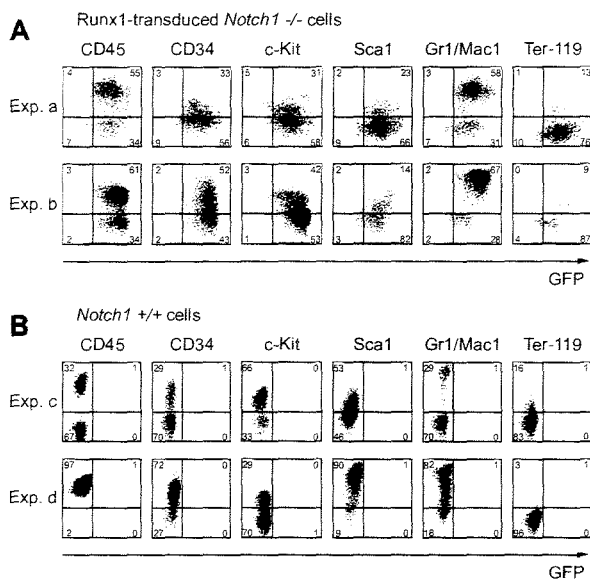 A
Runx1-transduced Notch1 -/- cells
CD45 CD34 c-Kit Sca1 Gr1/Mac1 Ter-119
Exp. a
4 55 3 33 5 31 2 23 3 58 1 13
7 34 9 56 6 58 9 66 7 31 10 76
Exp. b
3 61 2 52 3 42 2 14 2 67 0 9
2 34 2 43 2 53 3 82 2 28 4 87
GFP
B
Notch1 +/+ cells
CD45 CD34 c-Kit Sca1 Gr1/Mac1 Ter-119
Exp. c
32 1 29 1 66 0 53 1 29 1 16 1
67 0 70 0 33 0 46 0 70 0 83 0
Exp. d
97 1 72 0 29 0 90 1 82 1 3 1
2 0 27 0 70 1 9 0 16 0 96 0
GFP